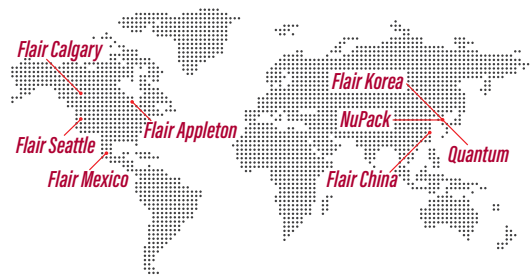 Flair Calgary
Flair Korea
NuPack
Flair Appleton
Flair Seattle
Quantum
Flair Mexico
Flair China